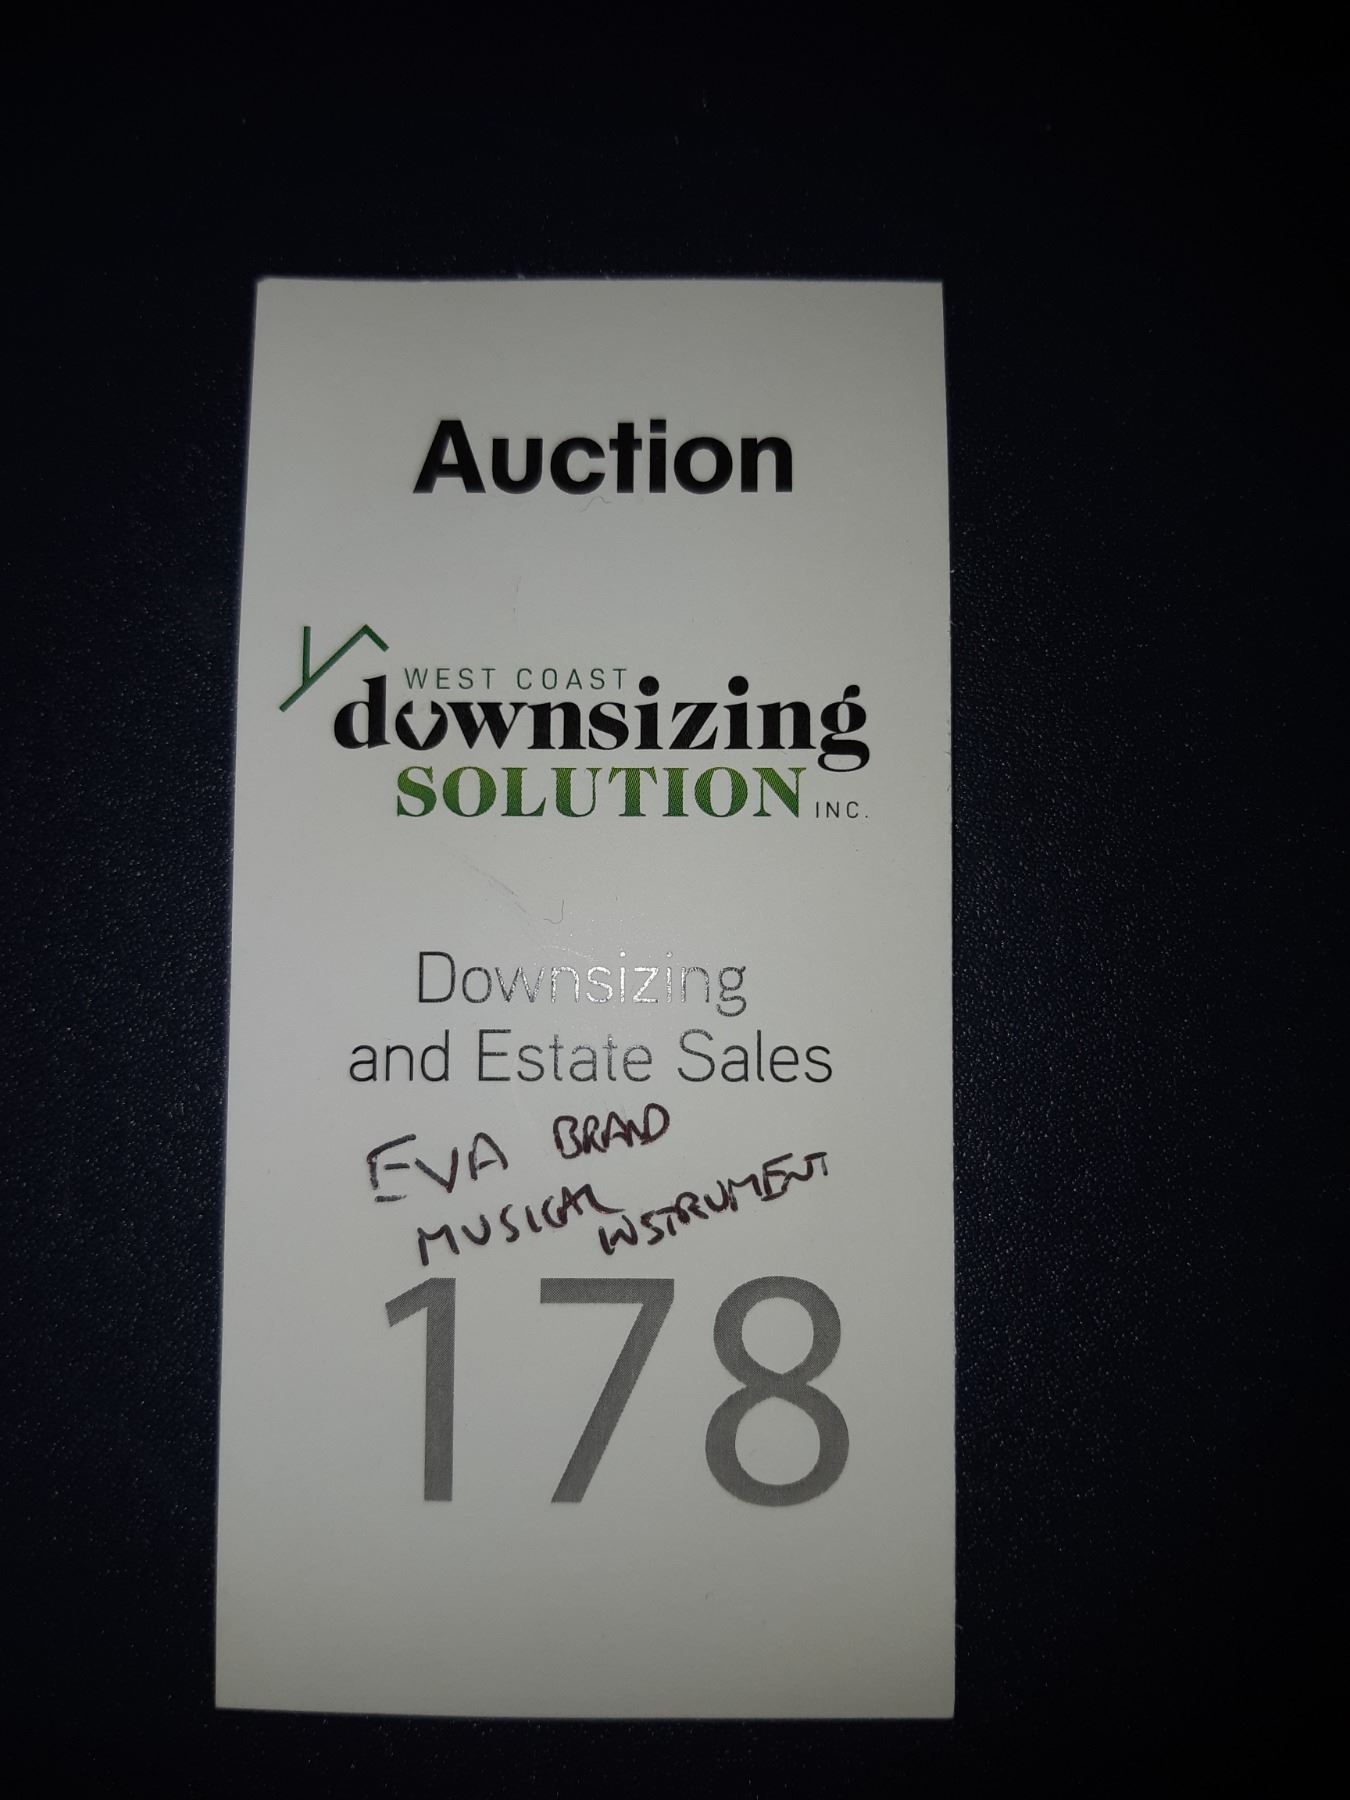 Auction
WEST COAST
downsizing
SOLUTION INC.
Downsizing
and Estate Sales
EVA BRAND
MUSICAL INSTRUMENT
178